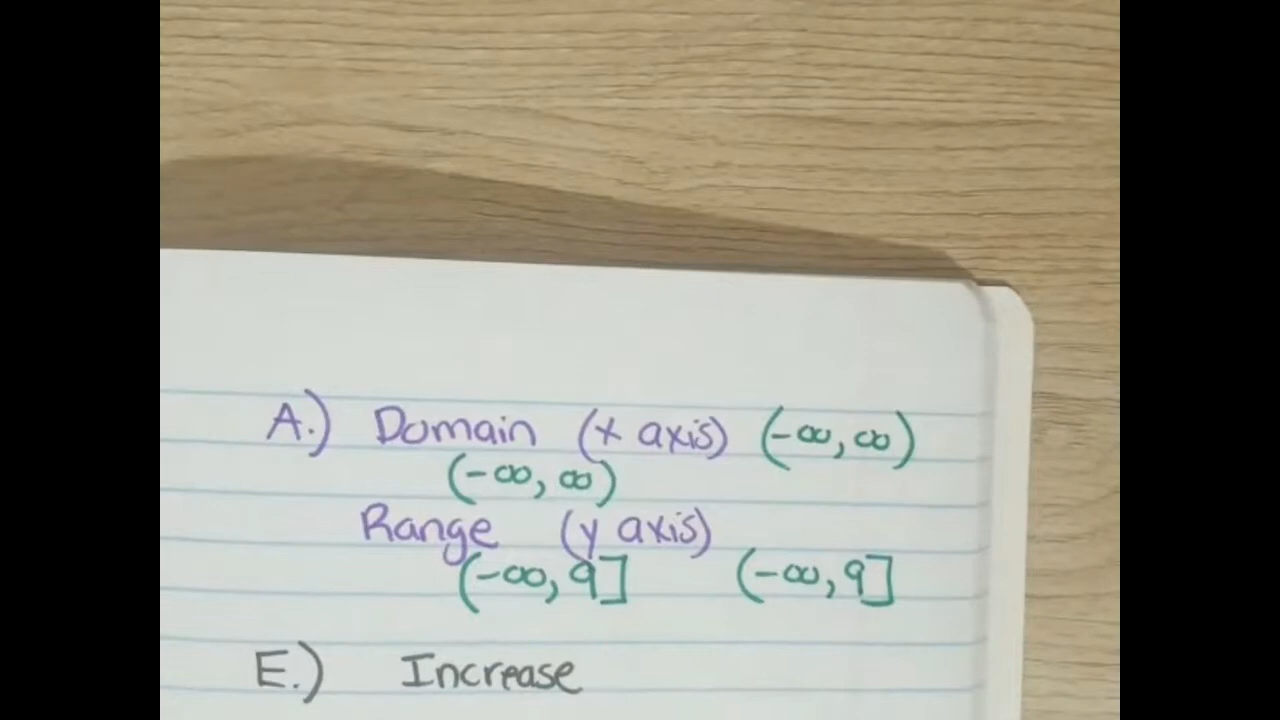 A.) Domain (x axis) (-∞, ∞)
(-∞, ∞)
Range (y axis)
(-∞, 9] (-∞, 9]
E.) Increase